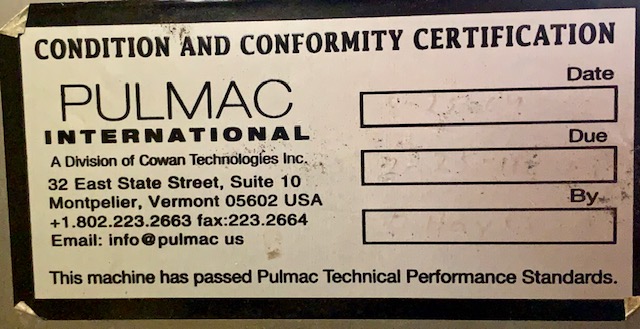 CONDITION AND CONFORMITY CERTIFICATION
PULMAC
INTERNATIONAL
A Division of Cowan Technologies Inc.
32 East State Street, Suite 10
Montpelier, Vermont 05602 USA
+1.802.223.2663 fax:223.2664
Email: info@pulmac us
Date
Due
By
This machine has passed Pulmac Technical Performance Standards.